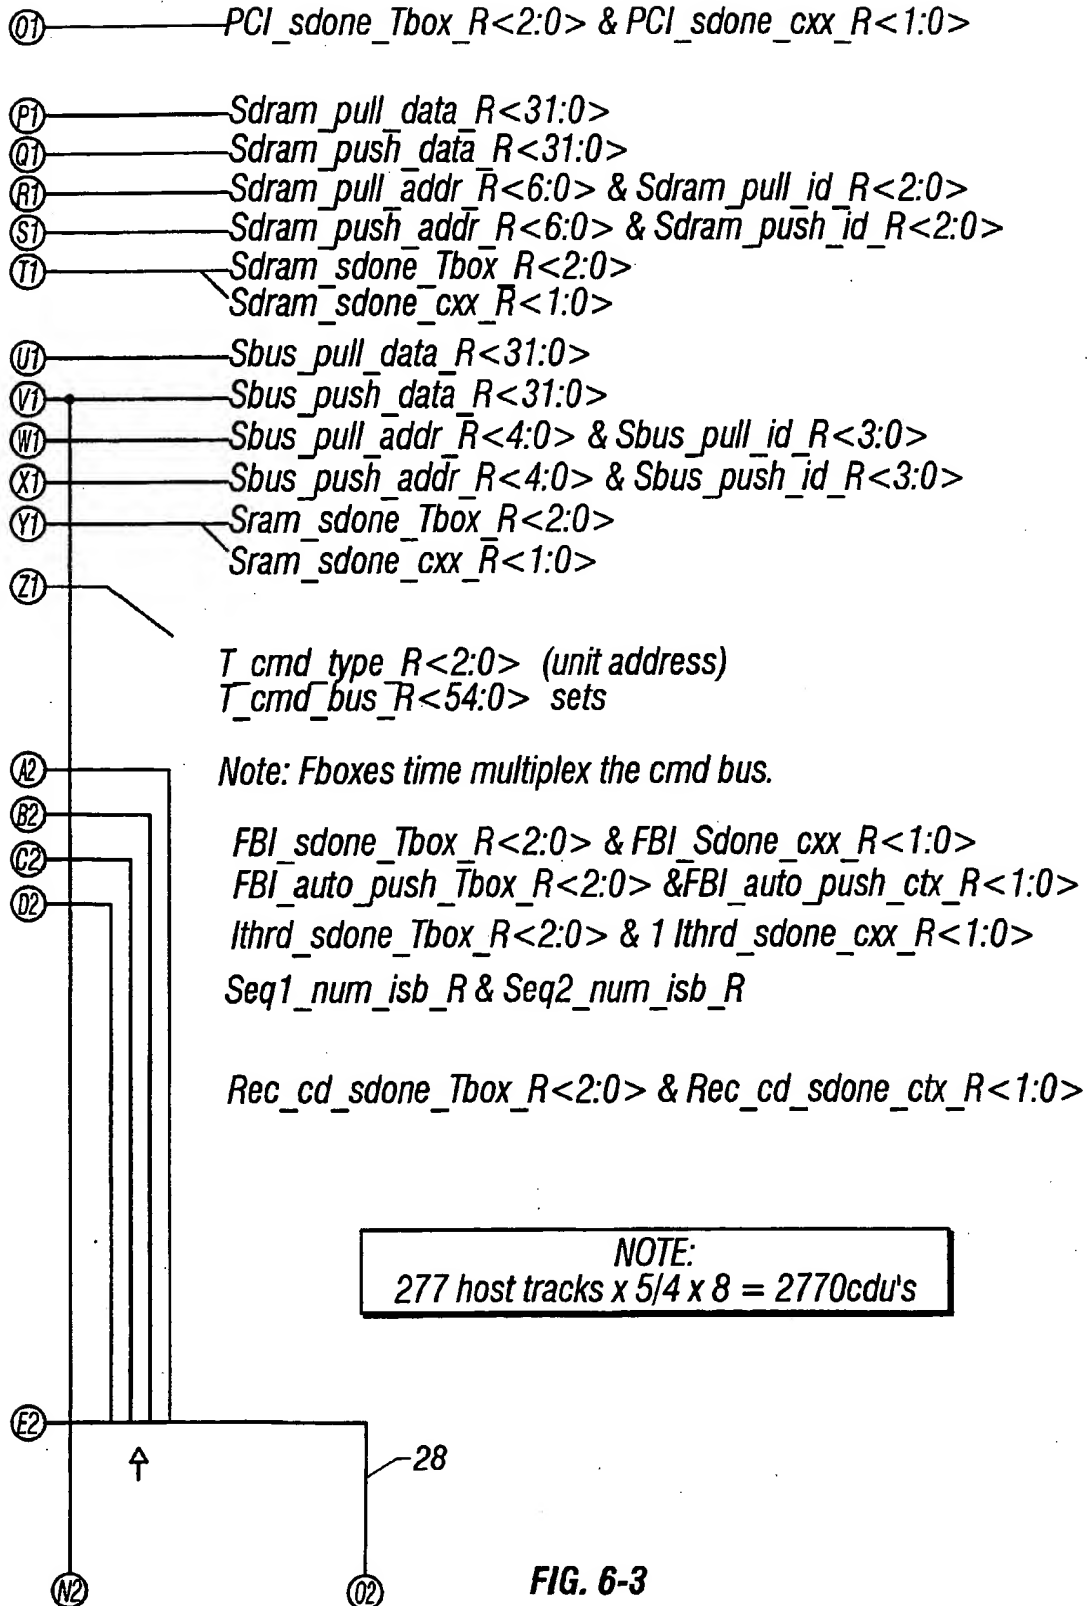 O1 PCI_sdone_Tbox_R<2:0> & PCI_sdone_cxx_R<1:0>
P1 Sdram_pull_data_R<31:0>
Q1 Sdram_push_data_R<31:0>
R1 Sdram_pull_addr_R<6:0> & Sdram_pull_id_R<2:0>
S1 Sdram_push_addr_R<6:0> & Sdram_push_id_R<2:0>
T1 Sdram_sdone_Tbox_R<2:0>
Sdram_sdone_cxx_R<1:0>
U1 Sbus_pull_data_R<31:0>
V1 Sbus_push_data_R<31:0>
W1 Sbus_pull_addr_R<4:0> & Sbus_pull_id_R<3:0>
X1 Sbus_push_addr_R<4:0> & Sbus_push_id_R<3:0>
Y1 Sram_sdone_Tbox_R<2:0>
Sram_sdone_cxx_R<1:0>
Z1
T_cmd_type_R<2:0> (unit address)
T_cmd_bus_R<54:0> sets
A2 Note: Fboxes time multiplex the cmd bus.
B2
FBI_sdone_Tbox_R<2:0> & FBI_Sdone_cxx_R<1:0>
C2
FBI_auto_push_Tbox_R<2:0> &FBI_auto_push_ctx_R<1:0>
D2
Ithrd_sdone_Tbox_R<2:0> & 1 Ithrd_sdone_cxx_R<1:0>
Seq1_num_isb_R & Seq2_num_isb_R
Rec_cd_sdone_Tbox_R<2:0> & Rec_cd_sdone_ctx_R<1:0>
NOTE:
277 host tracks x 5/4 x 8 = 2770cdu's
E2
28
N2
O2
FIG. 6-3